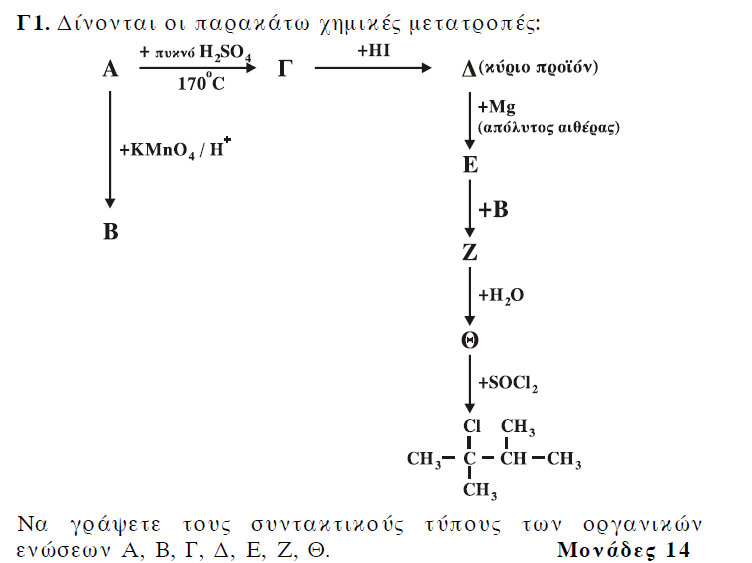 Γ1. Δίνονται οι παρακάτω χημικές μετατροπές:
A + πυκνό H₂SO₄ 170°C Γ +HI Δ (κύριο προϊόν)
+Mg
(απόλυτος αιθέρας)
+KMnO₄ / H⁺
E
+B
B
Z
+H₂O
Θ
+SOCl₂
Cl CH₃
CH₃– C – CH – CH₃
CH₃
Να γράψετε τους συντακτικούς τύπους των οργανικών
ενώσεων Α, Β, Γ, Δ, Ε, Ζ, Θ. Μονάδες 14